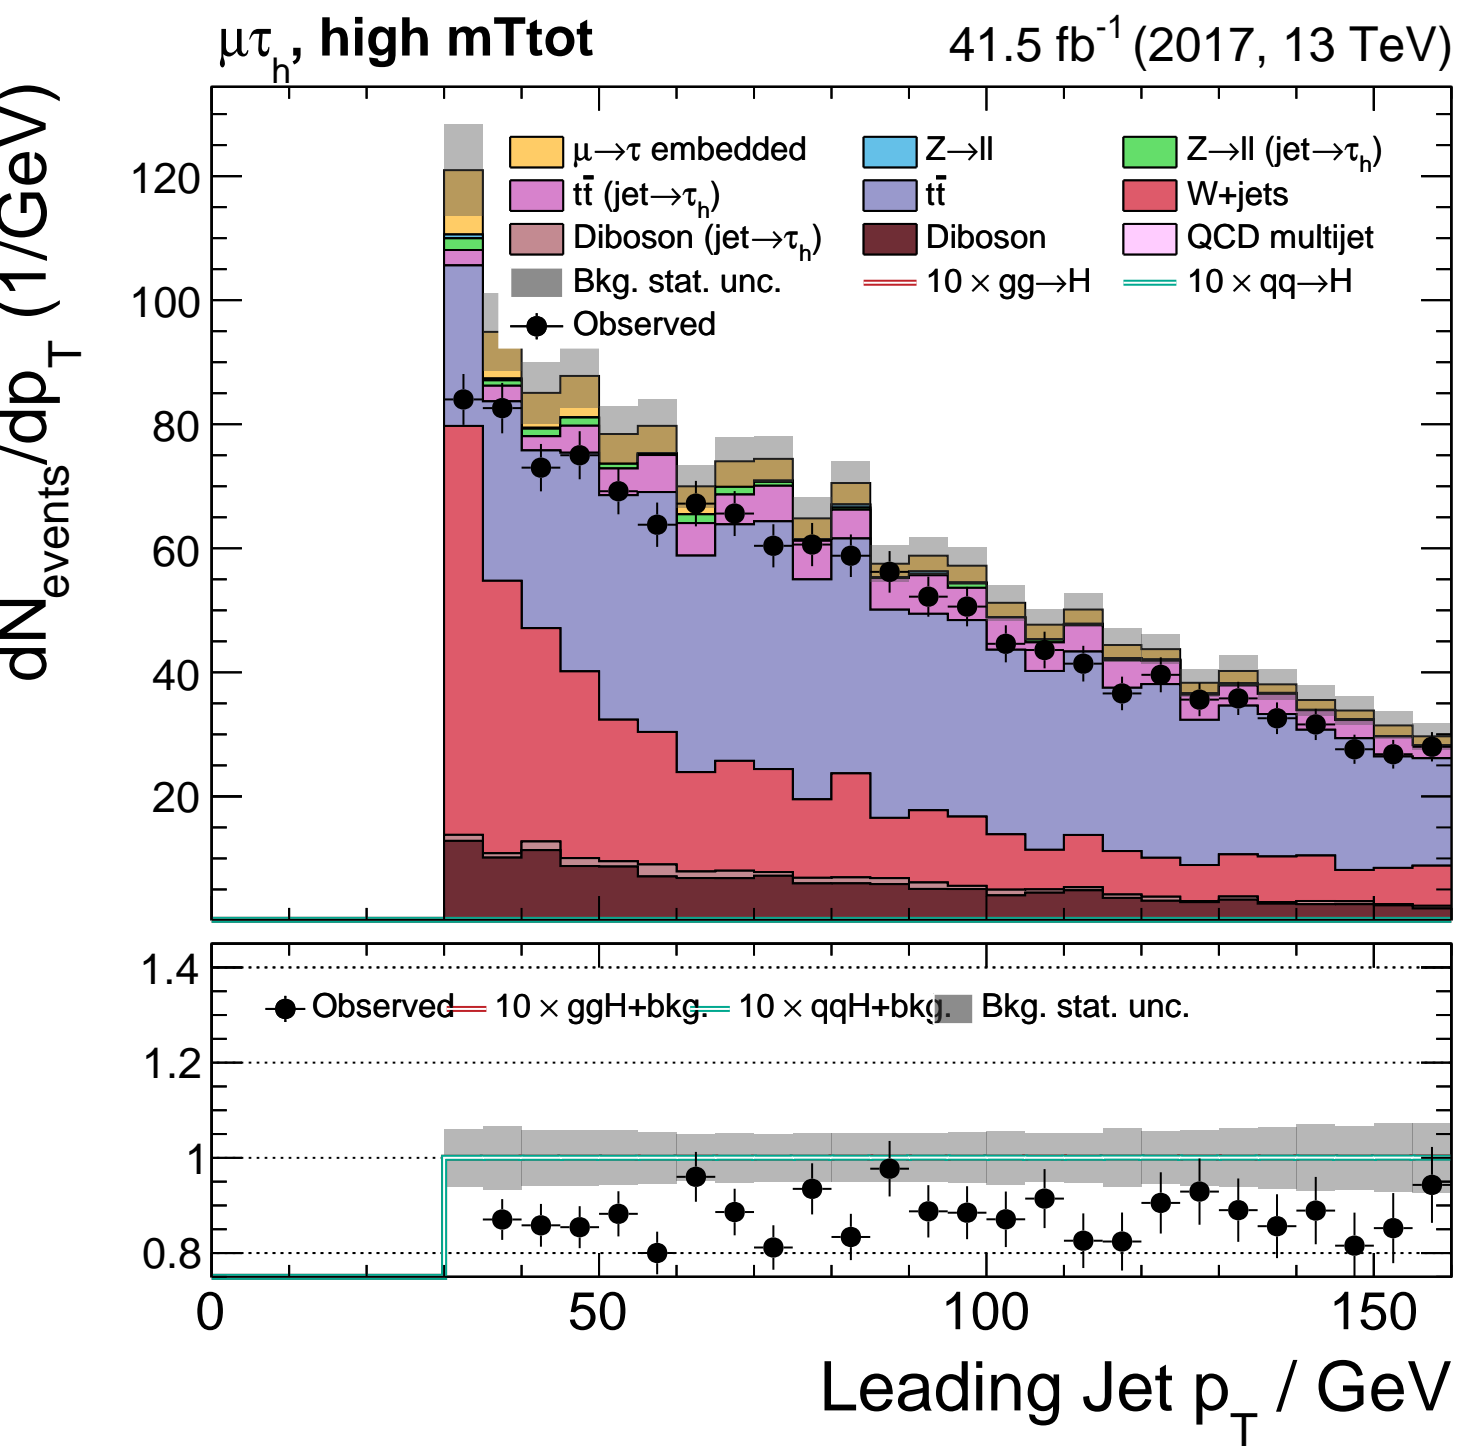 μτh, high mTtot
41.5 fb-1 (2017, 13 TeV)
dNevents/dpT (1/GeV)
120
100
80
60
40
20
μ→τ embedded
Z→ll
Z→ll (jet→τh)
tt̄ (jet→τh)
tt̄
W+jets
Diboson (jet→τh)
Diboson
QCD multijet
Bkg. stat. unc.
10 × gg→H
10 × qq→H
Observed
1.4
1.2
1
0.8
Observed
10 × ggH+bkg.
10 × qqH+bkg.
Bkg. stat. unc.
0
50
100
150
Leading Jet pT / GeV